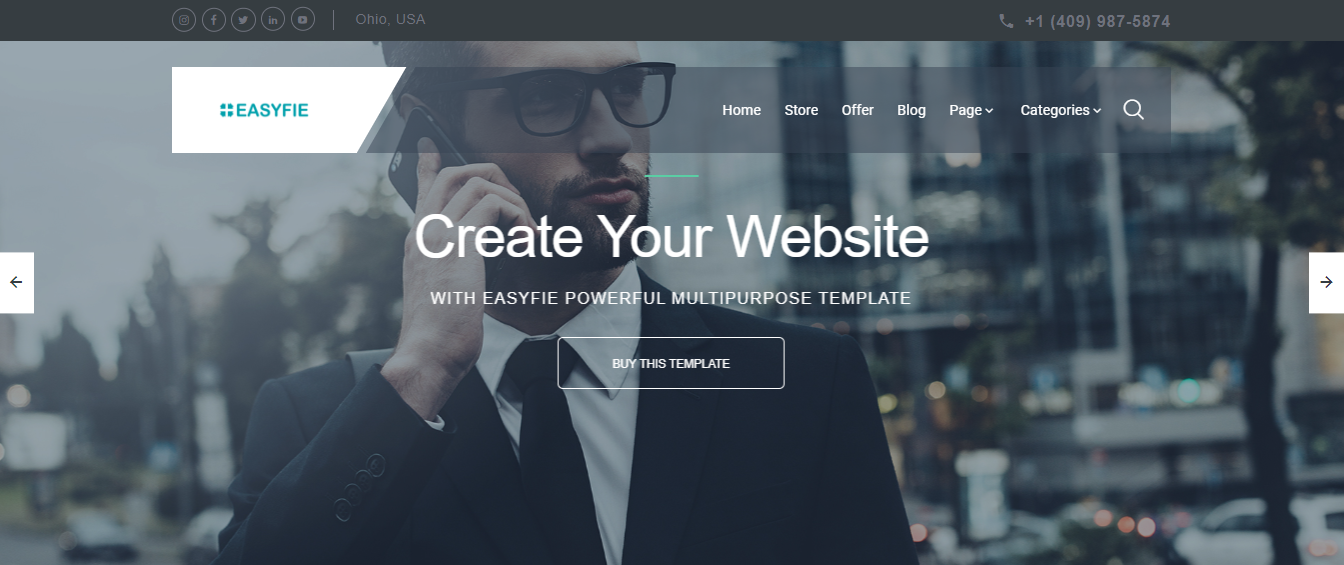 Ohio, USA
+1 (409) 987-5874
EASYFIE
Home Store Offer Blog Page Categories
Create Your Website
WITH EASYFIE POWERFUL MULTIPURPOSE TEMPLATE
BUY THIS TEMPLATE